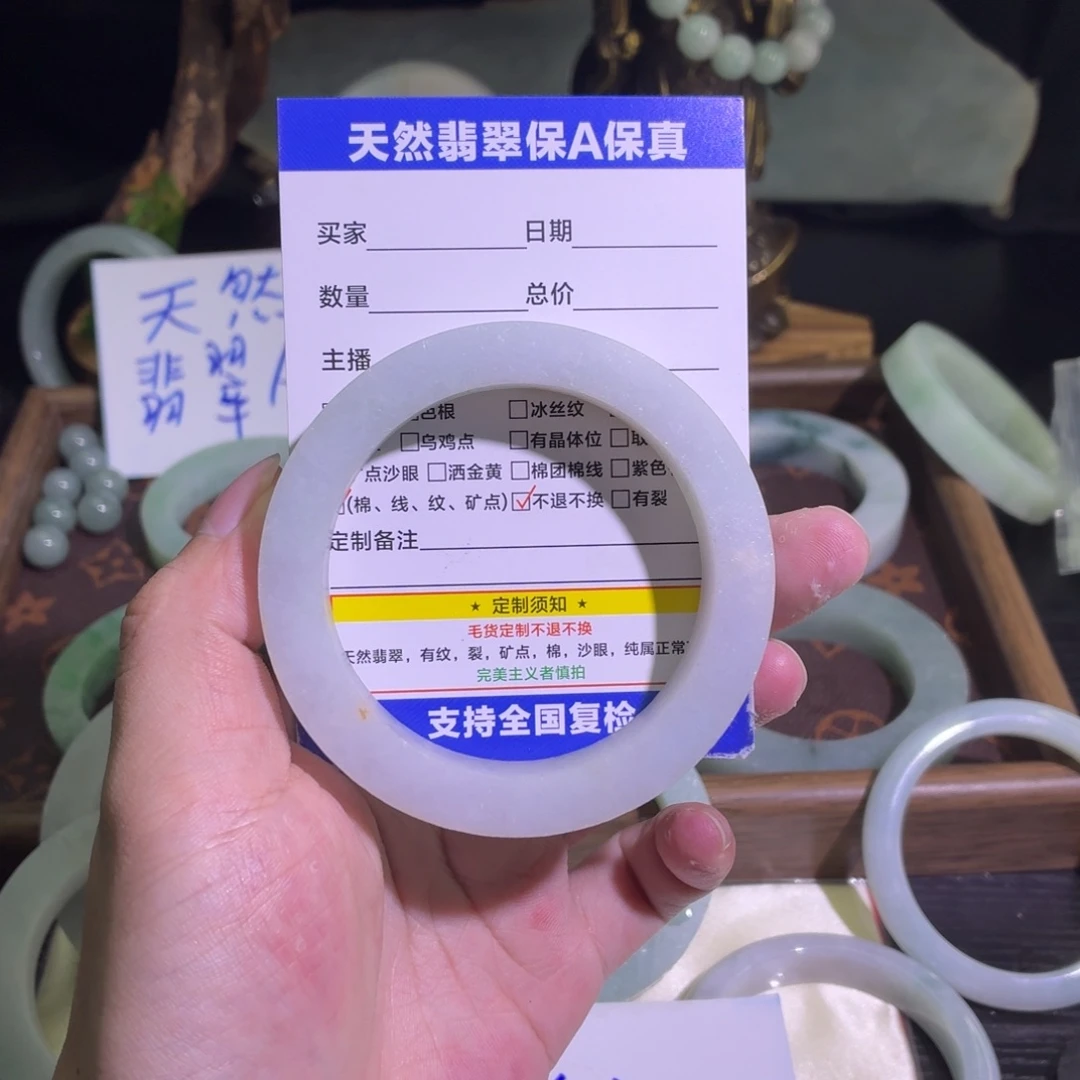 天然翡翠保A保真
买家 日期
数量 总价
主播
天然
翡翠A
色根 □冰丝纹
□乌鸡点 □有晶体位 □取
点沙眼 □洒金黄 □棉团棉线 □紫色
(棉、线、纹、矿点) ☑不退不换 □有裂
定制备注
★ 定制须知 ★
毛货定制不退不换
天然翡翠，有纹，裂，矿点，棉，沙眼，纯属正常
完美主义者慎拍
支持全国复检